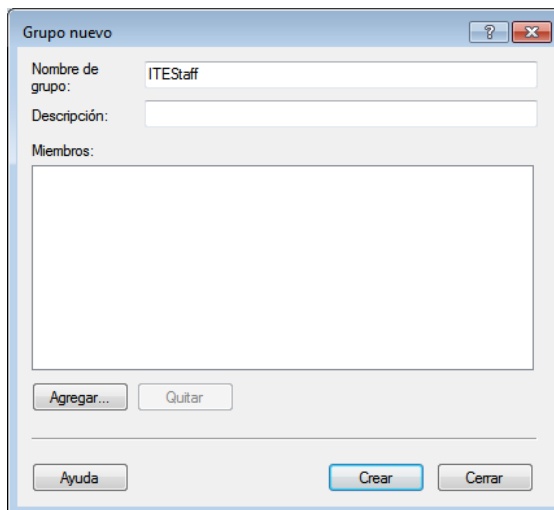 Grupo nuevo
Nombre de
grupo:
ITEStaff
Descripción:
Miembros:
Agregar...
Quitar
Ayuda
Crear
Cerrar